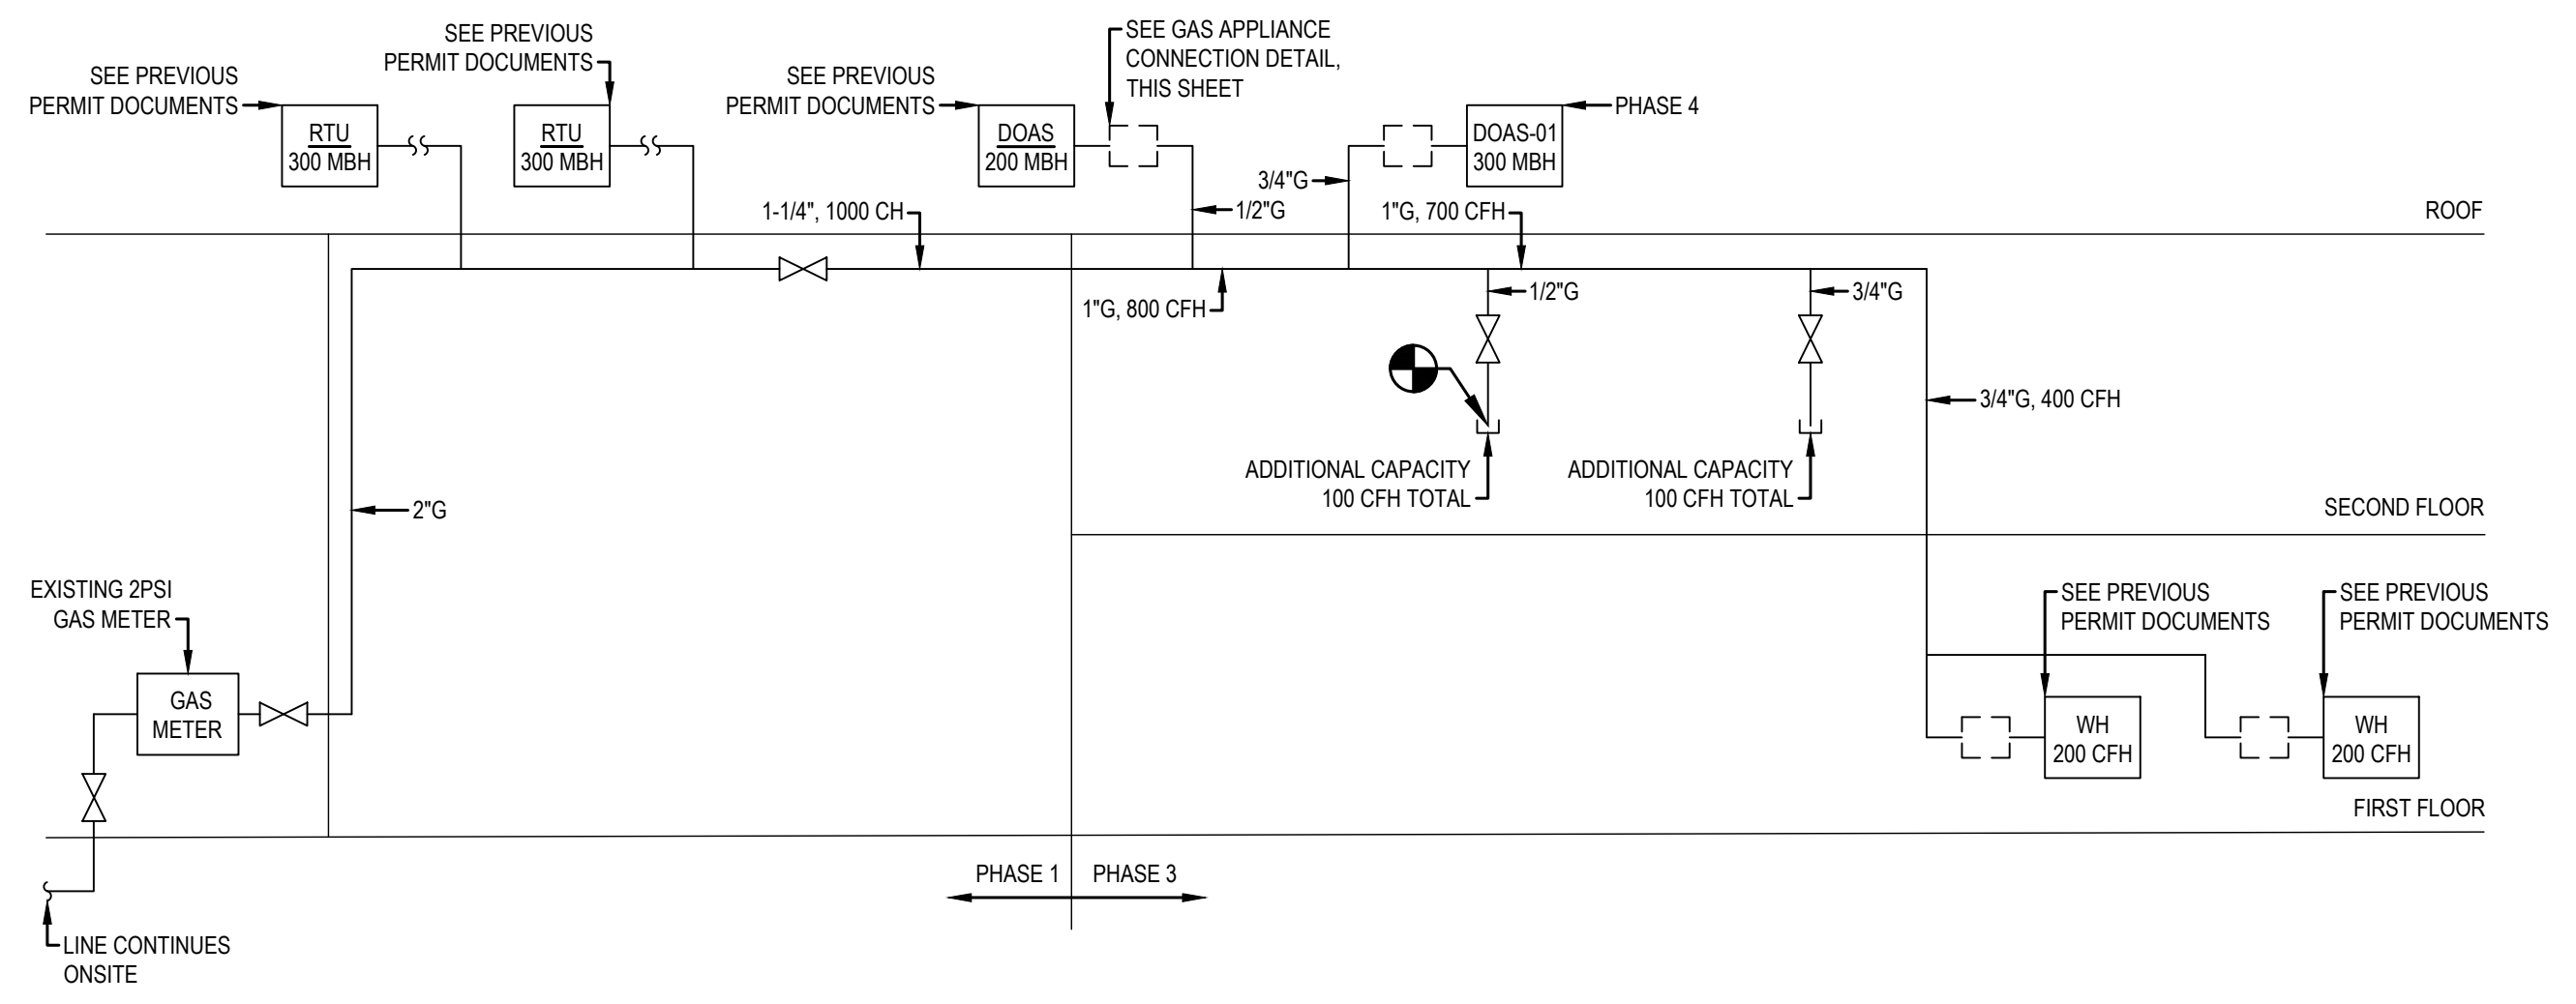 SEE PREVIOUS
PERMIT DOCUMENTS
SEE PREVIOUS
PERMIT DOCUMENTS
SEE PREVIOUS
PERMIT DOCUMENTS
SEE GAS APPLIANCE
CONNECTION DETAIL,
THIS SHEET
PHASE 4
RTU
300 MBH
RTU
300 MBH
DOAS
200 MBH
DOAS-01
300 MBH
3/4"G
1/2"G
1-1/4", 1000 CH
1"G, 700 CFH
ROOF
1"G, 800 CFH
1/2"G
3/4"G
3/4"G, 400 CFH
ADDITIONAL CAPACITY
100 CFH TOTAL
ADDITIONAL CAPACITY
100 CFH TOTAL
2"G
SECOND FLOOR
EXISTING 2PSI
GAS METER
GAS
METER
SEE PREVIOUS
PERMIT DOCUMENTS
SEE PREVIOUS
PERMIT DOCUMENTS
WH
200 CFH
WH
200 CFH
FIRST FLOOR
PHASE 1
PHASE 3
LINE CONTINUES
ONSITE